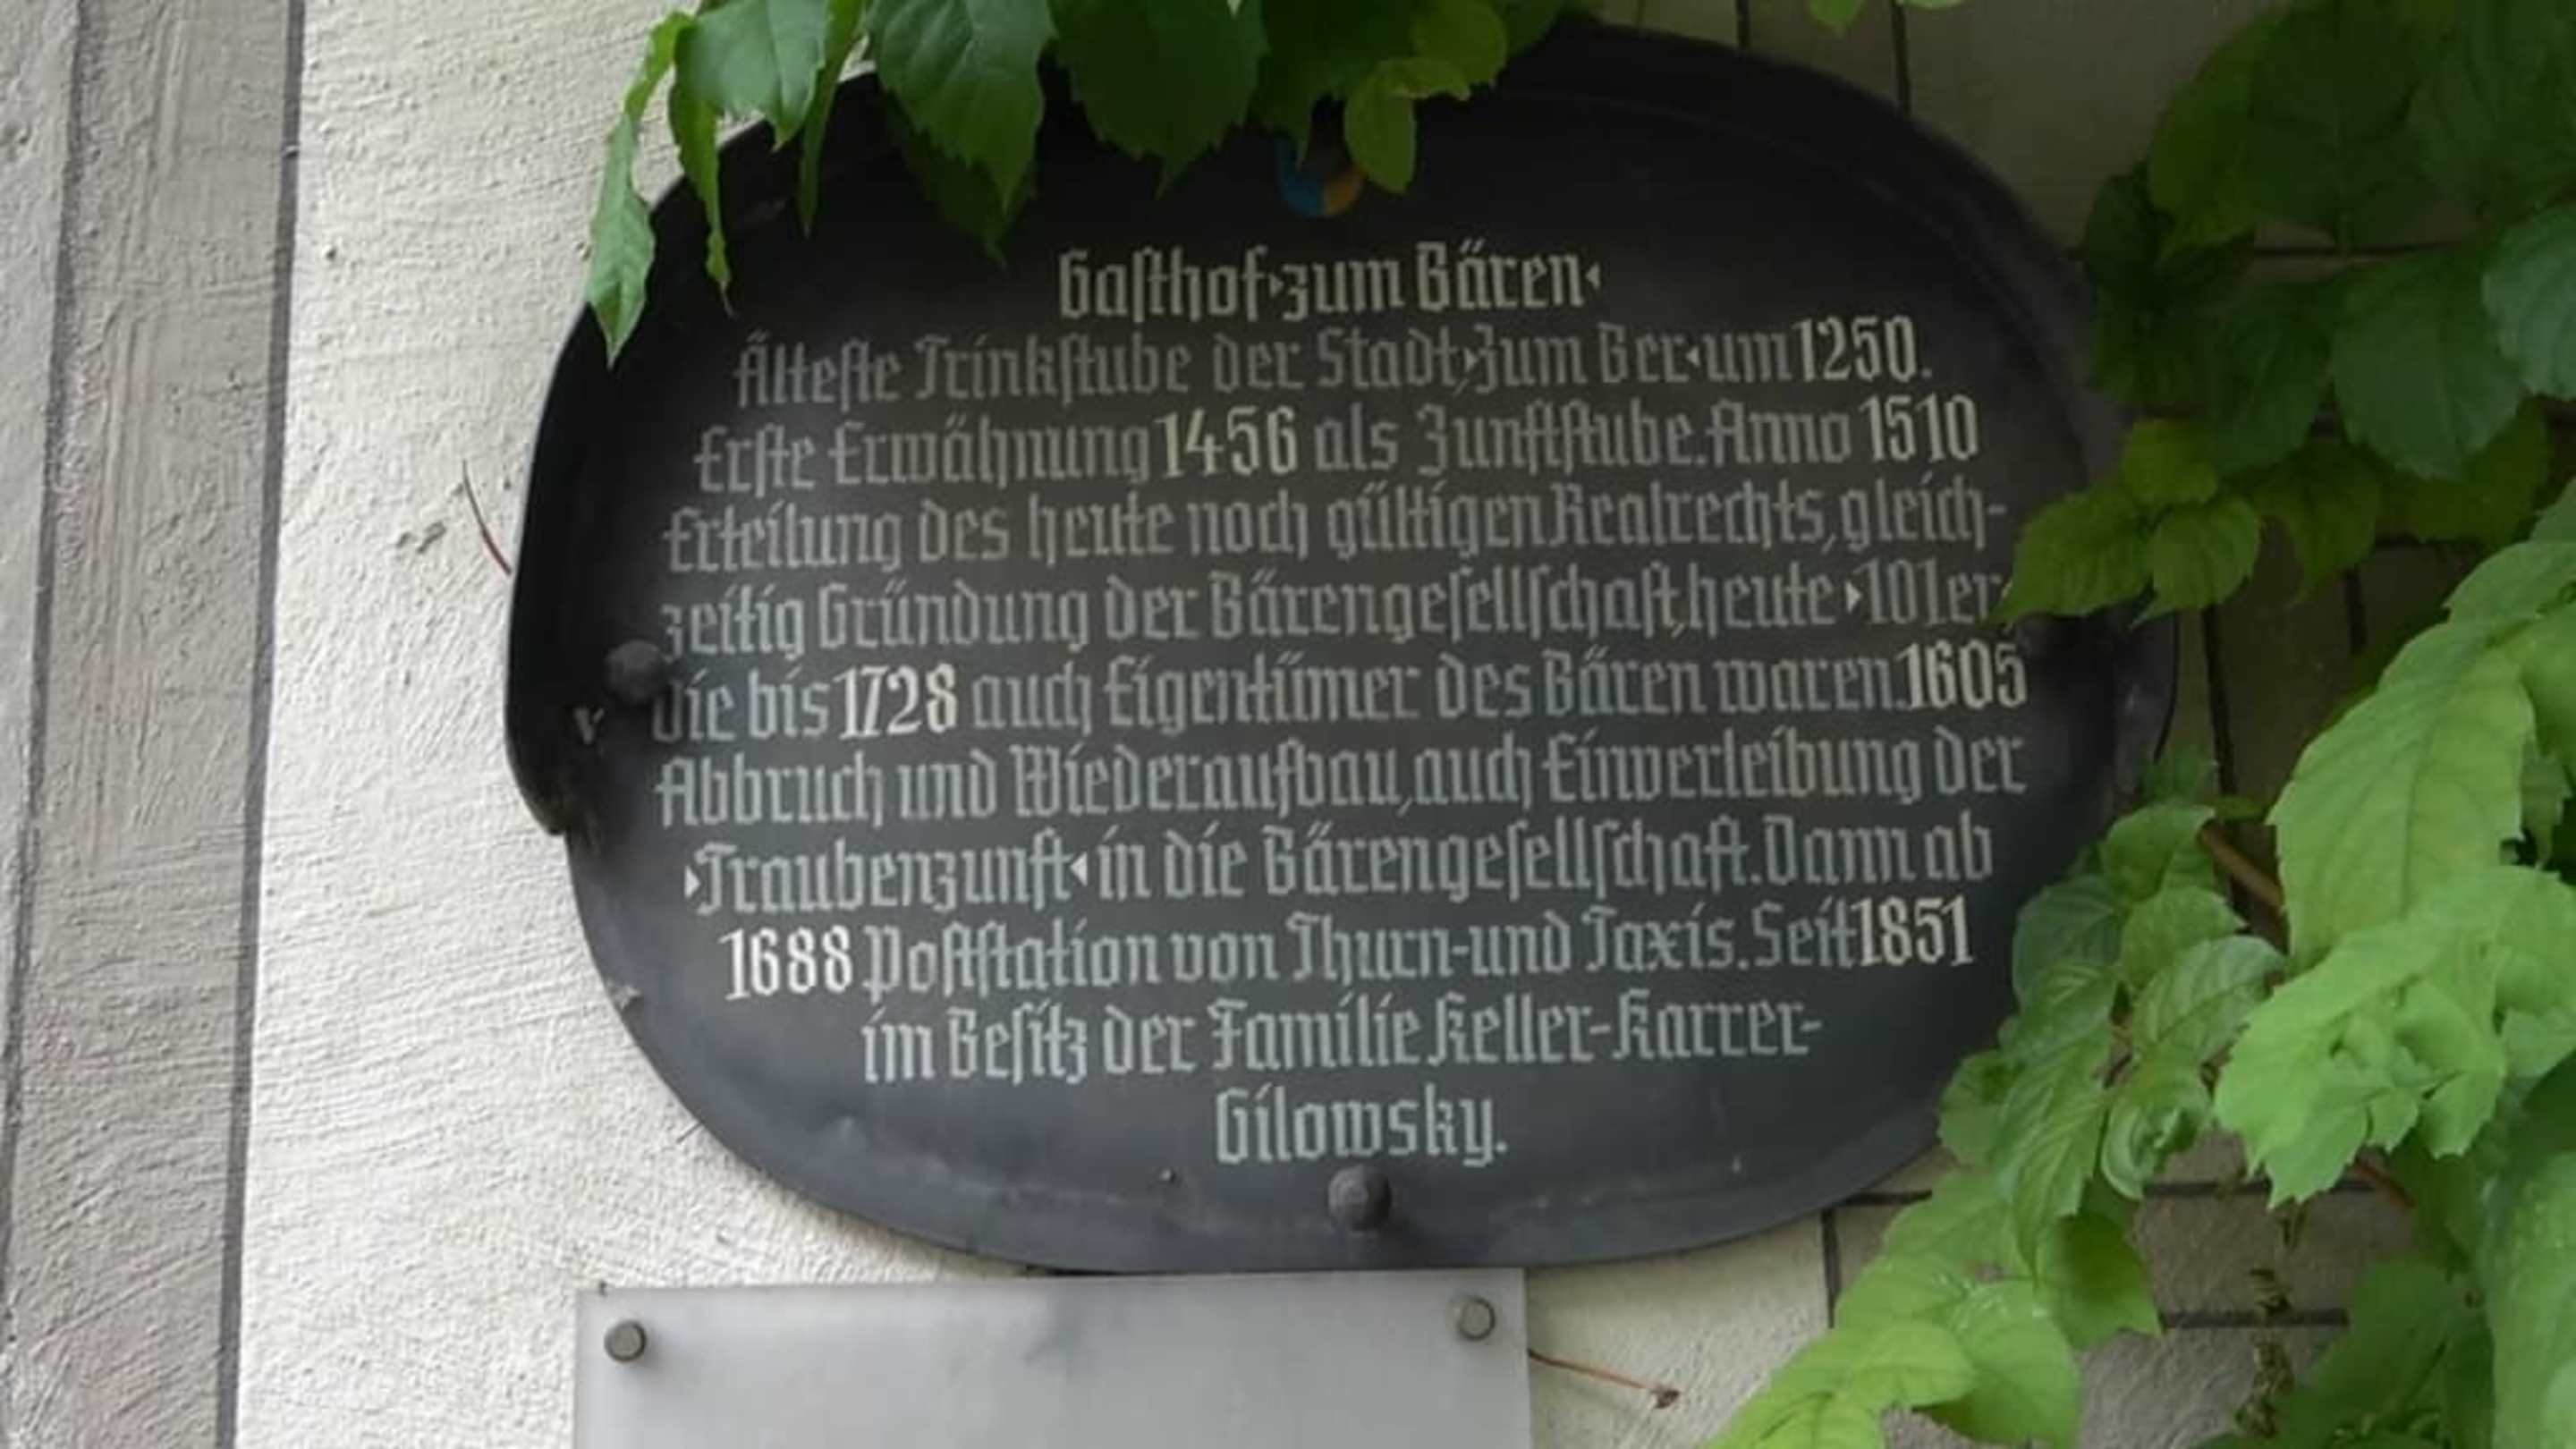 Gasthof›zum Bären‹
Älteste Trinkstube der Stadt,›Zum Ber‹um 1250.
Erste Erwähnung 1456 als Zunftstube. Anno 1510
Erteilung des heute noch gültigen Realrechts, gleich-
zeitig Gründung der Bärengesellschaft, heute ›101er
die bis 1728 auch Eigentümer des Bären waren. 1605
Abbruch und Wiederaufbau, auch Einverleibung der
›Traubenzunft‹ in die Bärengesellschaft. Dann ab
1688 Poststation von Thurn-und Taxis. Seit 1851
im Besitz der Familie Keller-Karrer-
Gilowsky.